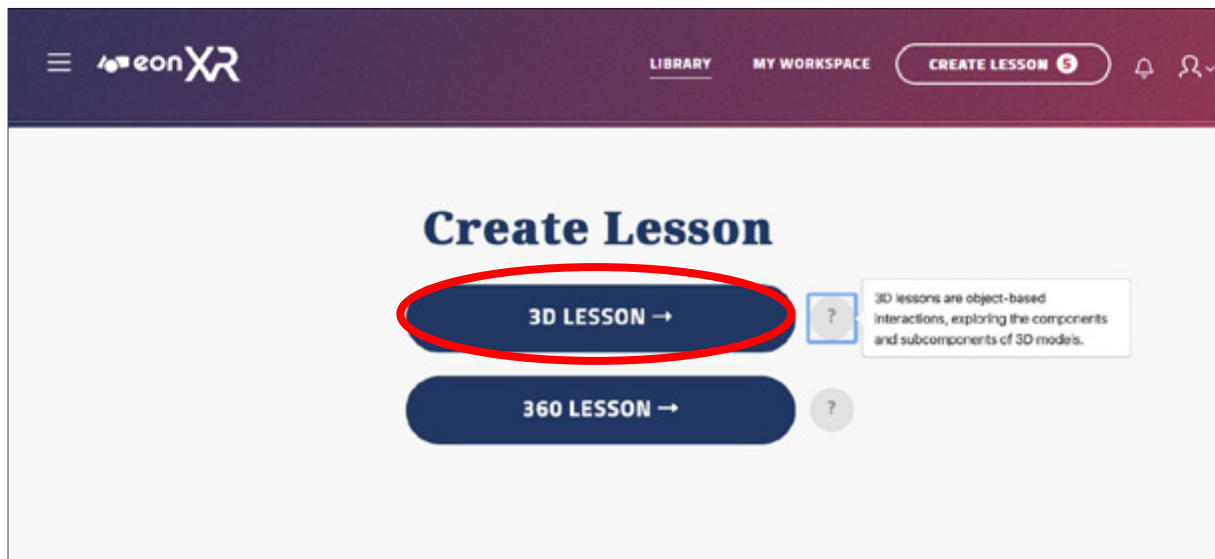 eonXR
LIBRARY
MY WORKSPACE
CREATE LESSON 5
Create Lesson
3D LESSON →
?
3D lessons are object-based
interactions, exploring the components
and subcomponents of 3D models.
360 LESSON →
?